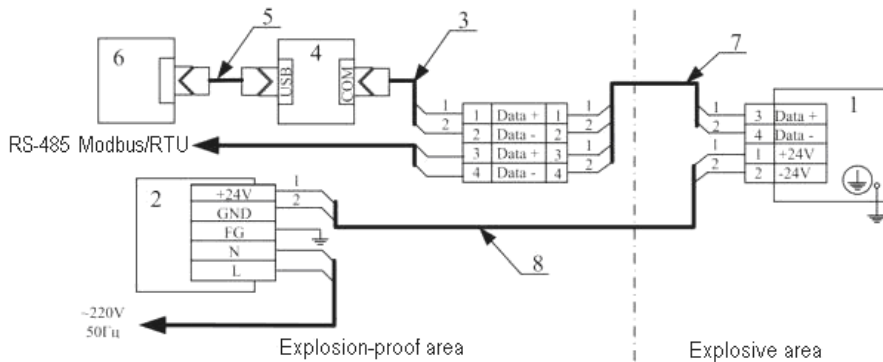 5
3
7
6
4
1
USB
COM
1
2
1 Data + 1
2 Data - 2
3 Data + 3
4 Data - 4
1
2
1
2
1
2
1
2
3 Data +
4 Data -
1 +24V
2 -24V
RS-485 Modbus/RTU
2
+24V
GND
FG
N
L
1
2
8
~220V
50Гц
Explosion-proof area
Explosive area